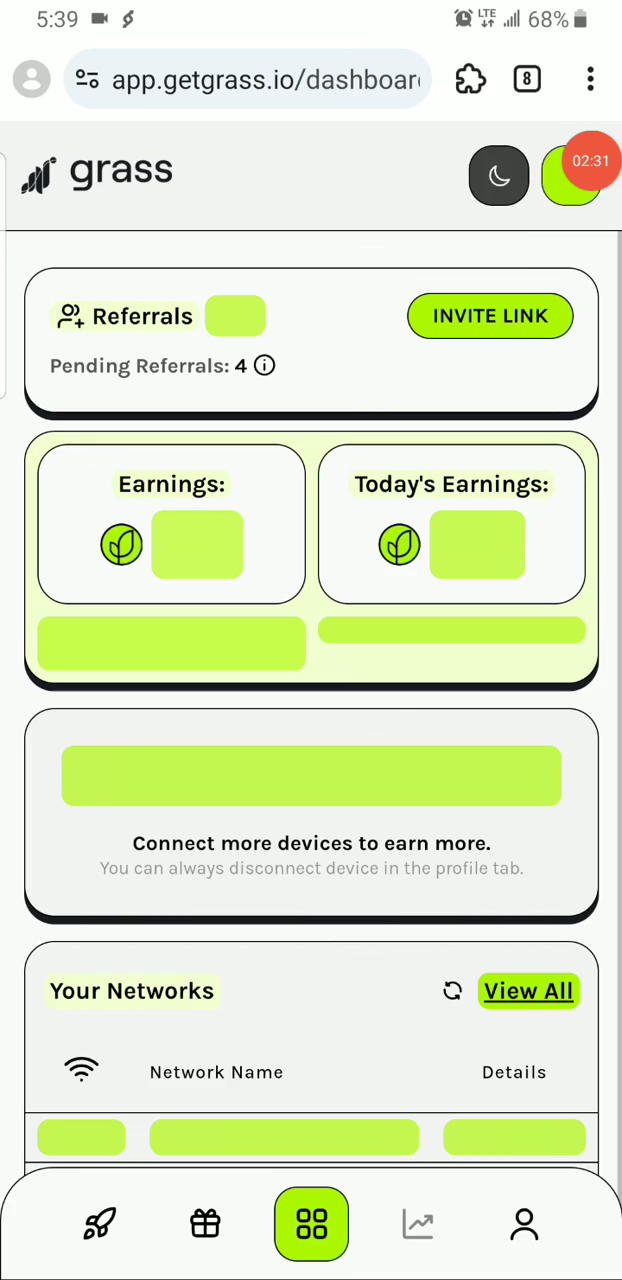 5:39 LTE 68%
app.getgrass.io/dashboar 8
grass 02:31
Referrals INVITE LINK
Pending Referrals: 4
Earnings: Today's Earnings:
Connect more devices to earn more.
You can always disconnect device in the profile tab.
Your Networks View All
Network Name Details